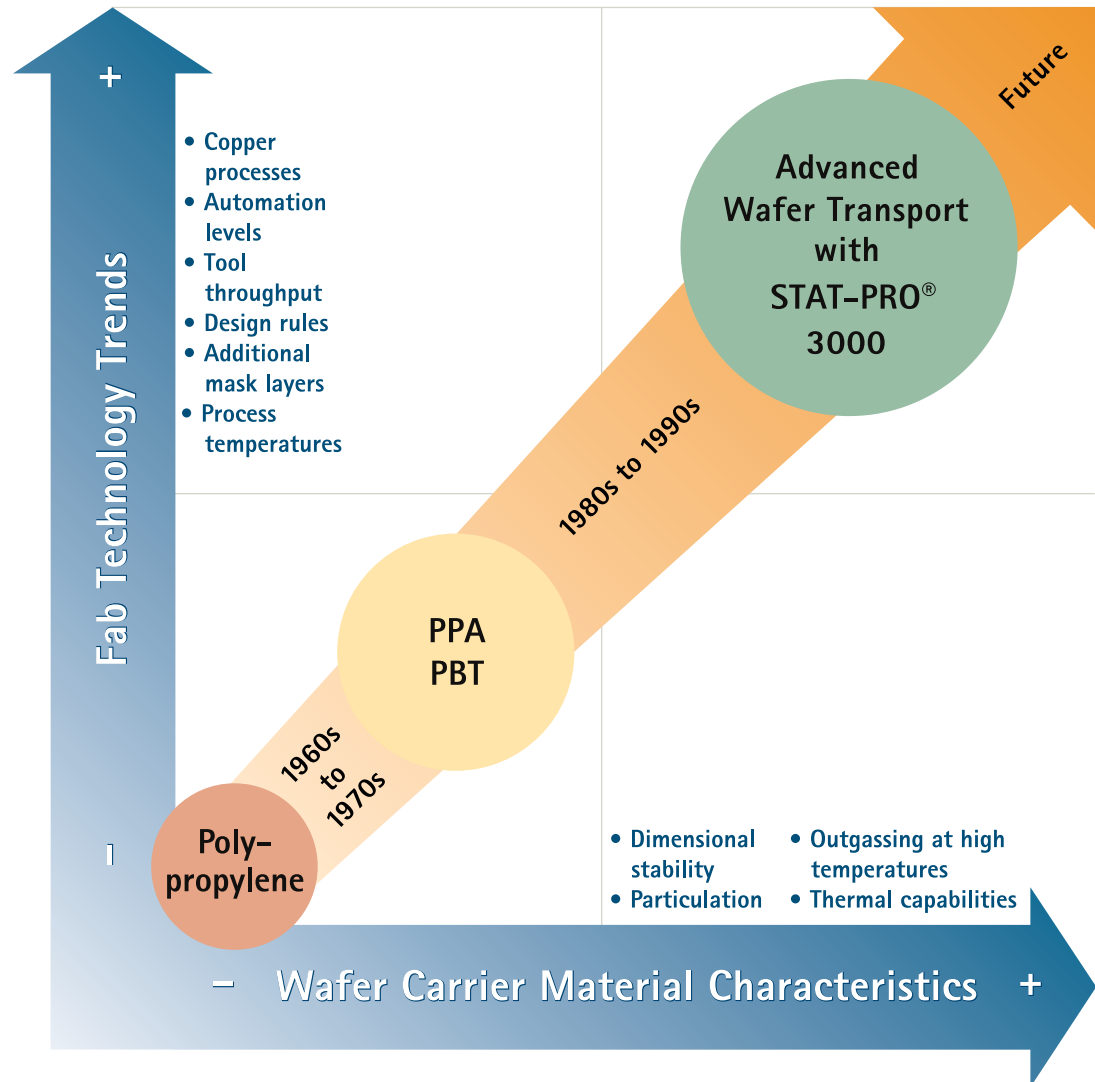 Future
+
Fab Technology Trends
–
• Copper
processes
• Automation
levels
• Tool
throughput
• Design rules
• Additional
mask layers
• Process
temperatures
Advanced
Wafer Transport
with
STAT-PRO®
3000
1980s to 1990s
PPA
PBT
1960s
to
1970s
Poly-
propylene
• Dimensional
stability
• Particulation
• Outgassing at high
temperatures
• Thermal capabilities
– Wafer Carrier Material Characteristics +